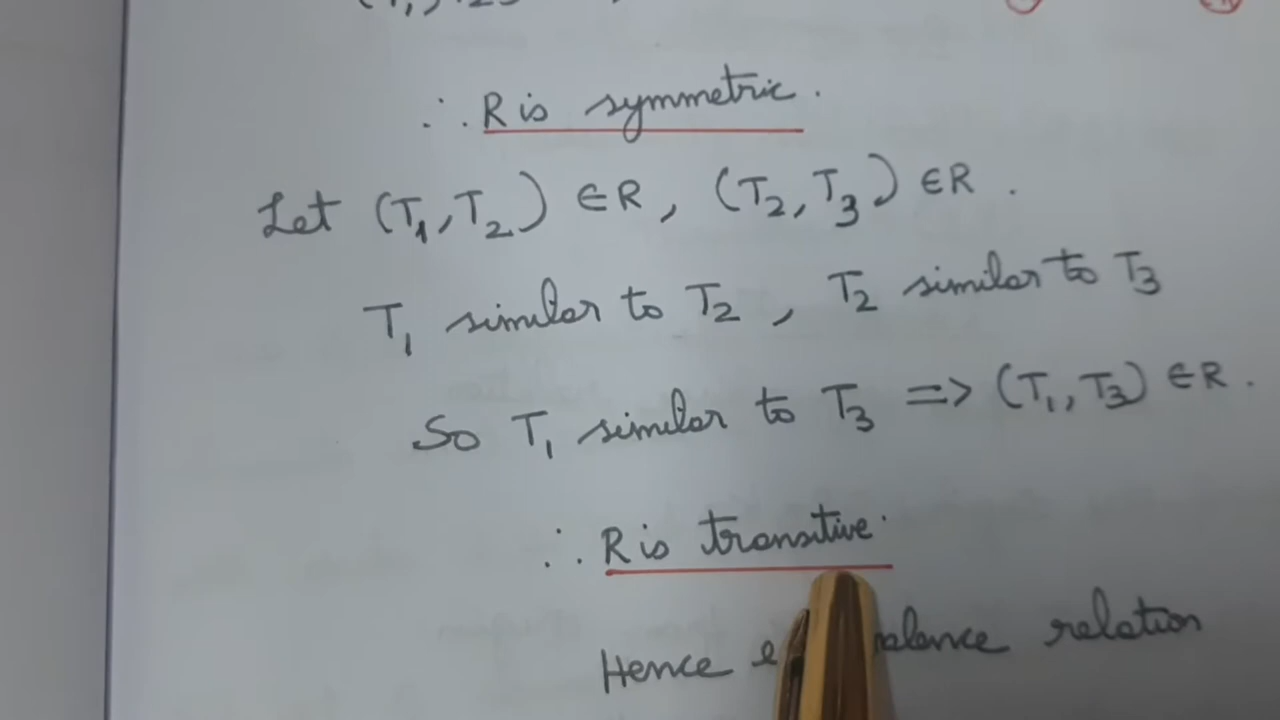 ∴ R is symmetric.
Let (T₁, T₂) ∈ R, (T₂, T₃) ∈ R.
T₁ similar to T₂, T₂ similar to T₃
So T₁ similar to T₃ => (T₁, T₃) ∈ R.
∴ R is transitive.
Hence relation